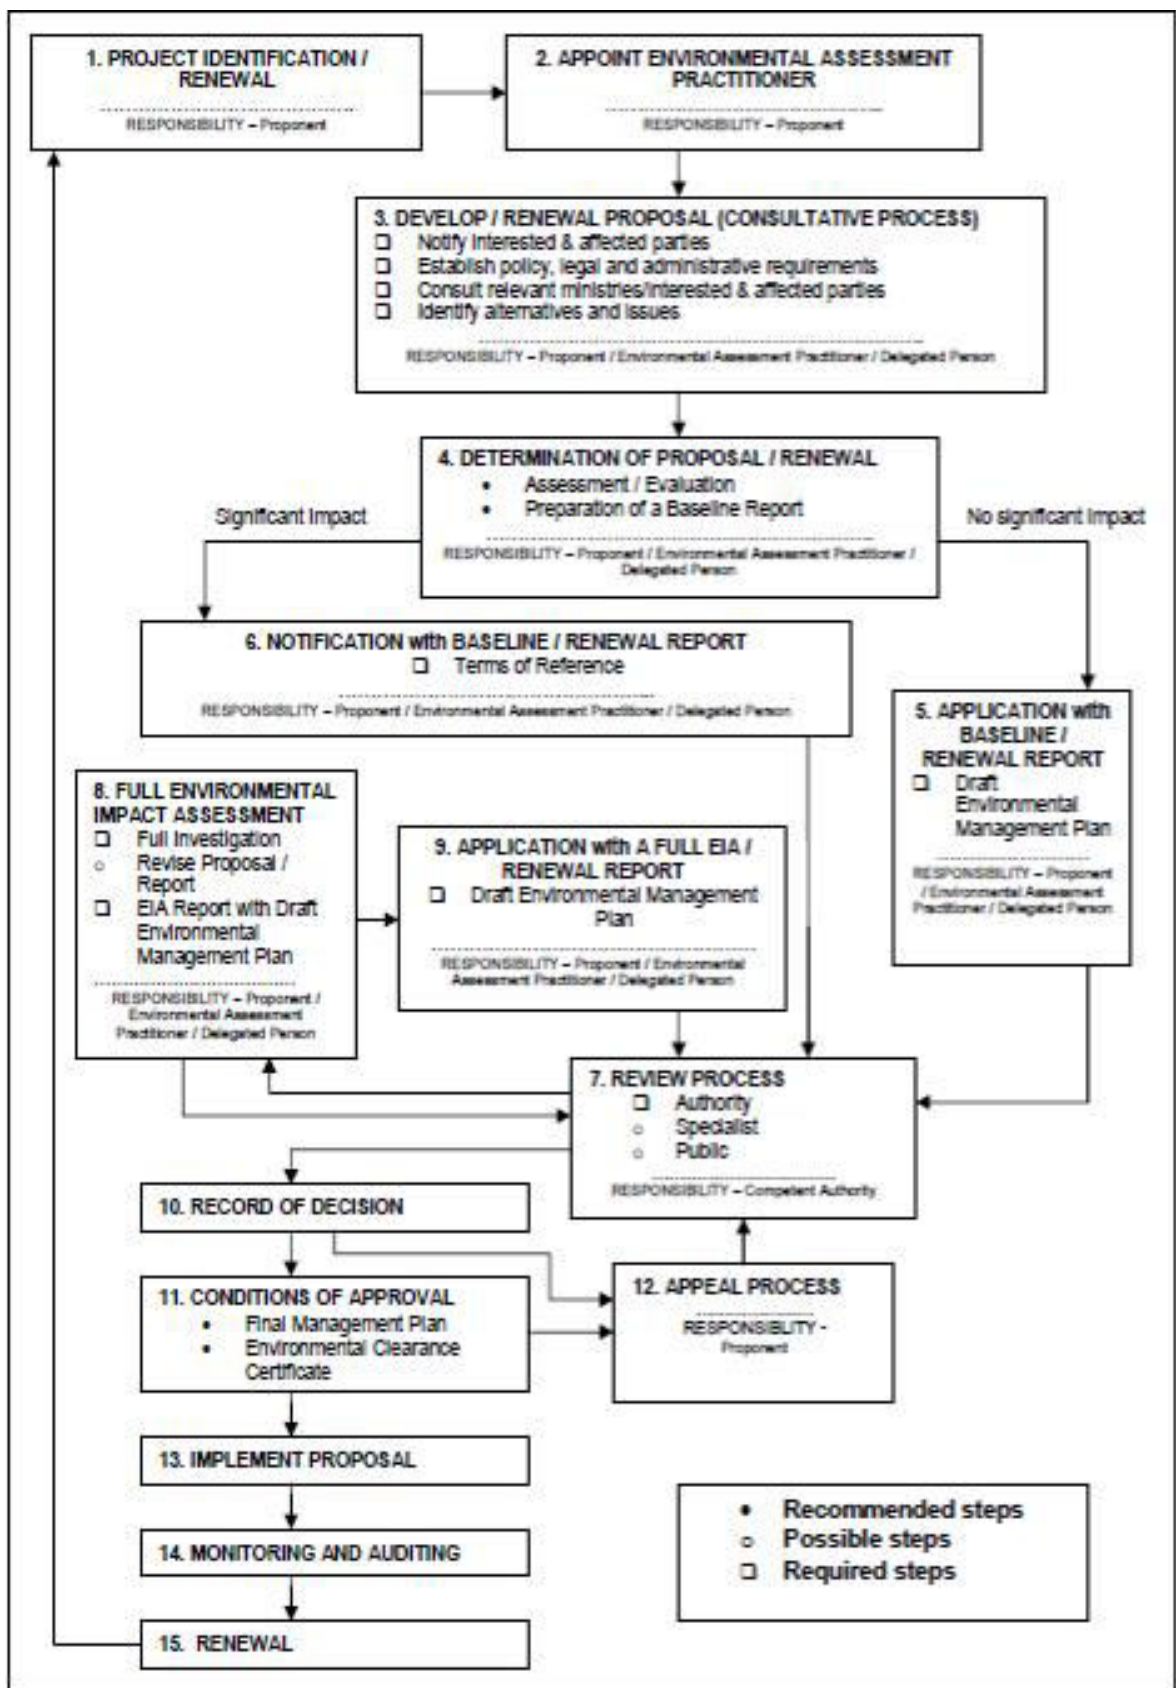 1. PROJECT IDENTIFICATION /
RENEWAL
RESPONSIBILITY – Proponent
2. APPOINT ENVIRONMENTAL ASSESSMENT
PRACTITIONER
RESPONSIBILITY – Proponent
3. DEVELOP / RENEWAL PROPOSAL (CONSULTATIVE PROCESS)
❑ Notify interested & affected parties
❑ Establish policy, legal and administrative requirements
❑ Consult relevant ministries/interested & affected parties
❑ Identify alternatives and issues
RESPONSIBILITY – Proponent / Environmental Assessment Practitioner / Delegated Person
4. DETERMINATION OF PROPOSAL / RENEWAL
• Assessment / Evaluation
• Preparation of a Baseline Report
RESPONSIBILITY – Proponent / Environmental Assessment Practitioner /
Delegated Person
Significant Impact
No significant impact
6. NOTIFICATION with BASELINE / RENEWAL REPORT
❑ Terms of Reference
RESPONSIBILITY – Proponent / Environmental Assessment Practitioner / Delegated Person
5. APPLICATION with
BASELINE /
RENEWAL REPORT
❑ Draft
Environmental
Management Plan
RESPONSIBILITY – Proponent
/ Environmental Assessment
Practitioner / Delegated Person
8. FULL ENVIRONMENTAL
IMPACT ASSESSMENT
❑ Full Investigation
○ Revise Proposal /
Report
❑ EIA Report with Draft
Environmental
Management Plan
RESPONSIBILITY – Proponent /
Environmental Assessment
Practitioner / Delegated Person
9. APPLICATION with A FULL EIA /
RENEWAL REPORT
❑ Draft Environmental Management
Plan
RESPONSIBILITY – Proponent / Environmental
Assessment Practitioner / Delegated Person
7. REVIEW PROCESS
❑ Authority
○ Specialist
○ Public
RESPONSIBILITY – Competent Authority
10. RECORD OF DECISION
11. CONDITIONS OF APPROVAL
• Final Management Plan
• Environmental Clearance
Certificate
12. APPEAL PROCESS
RESPONSIBLITY -
Proponent
13. IMPLEMENT PROPOSAL
14. MONITORING AND AUDITING
15. RENEWAL
• Recommended steps
○ Possible steps
❑ Required steps